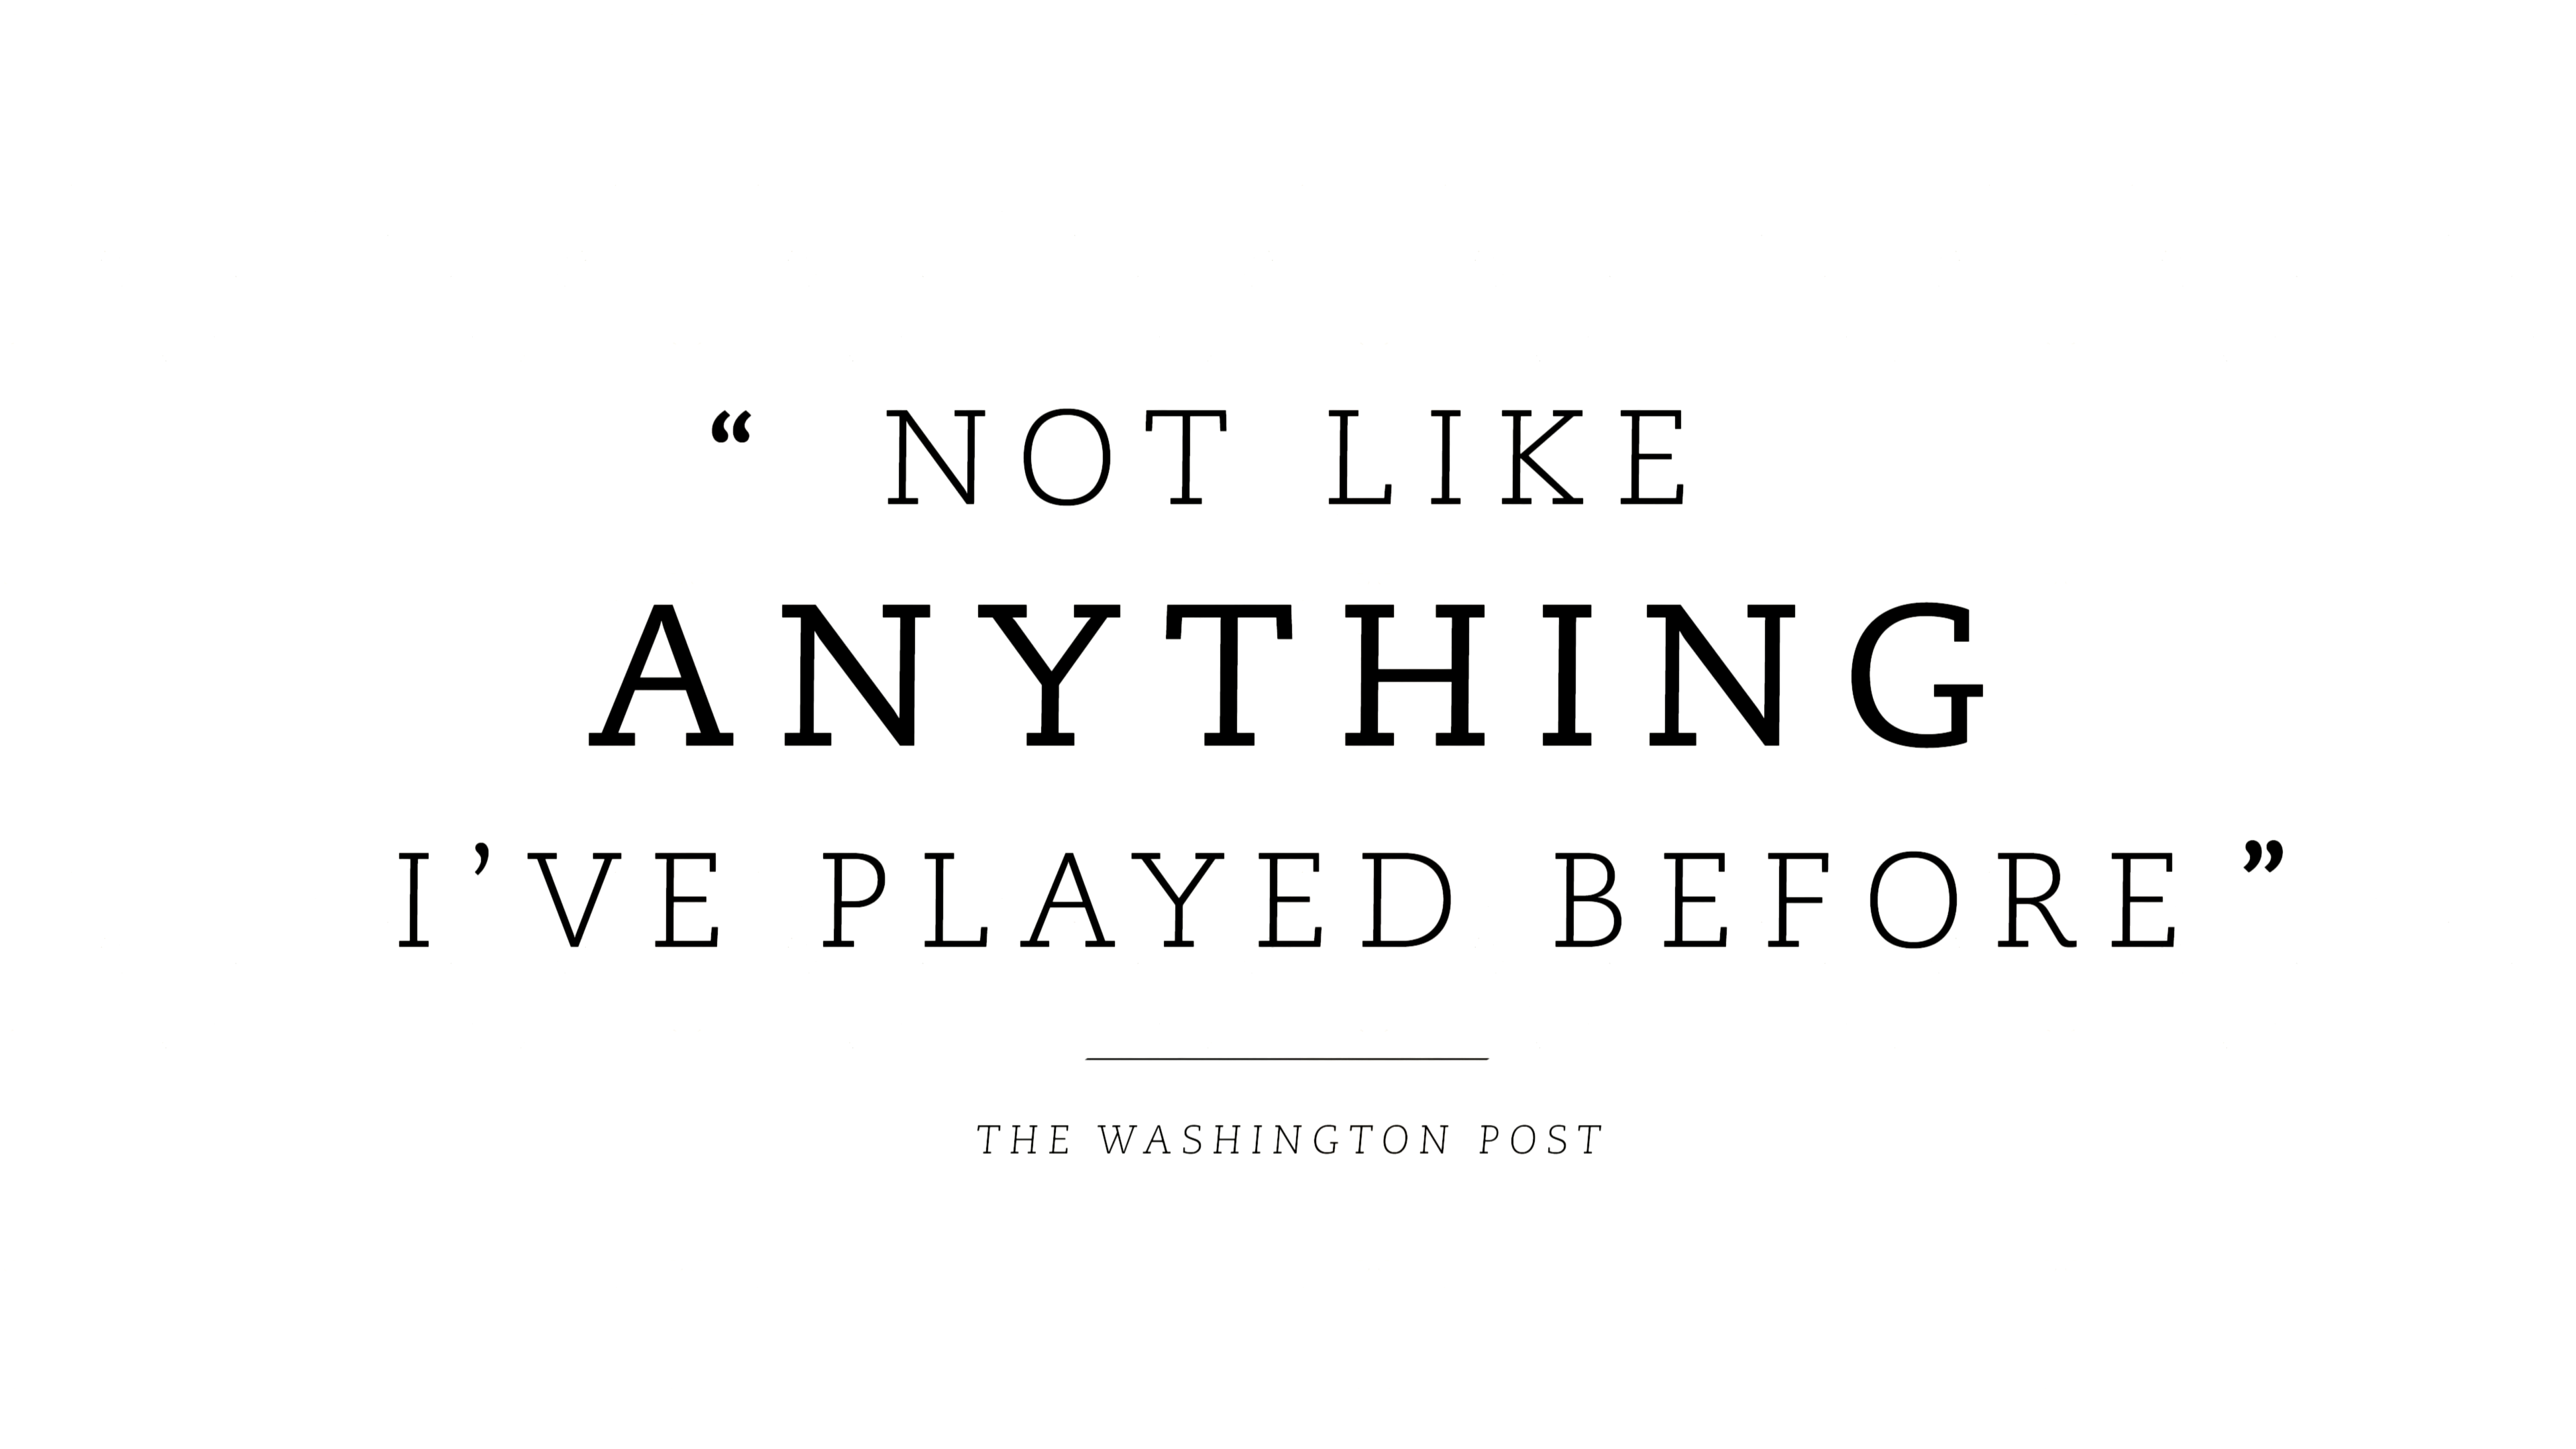 “ NOT LIKE
ANYTHING
I’VE PLAYED BEFORE ”
THE WASHINGTON POST